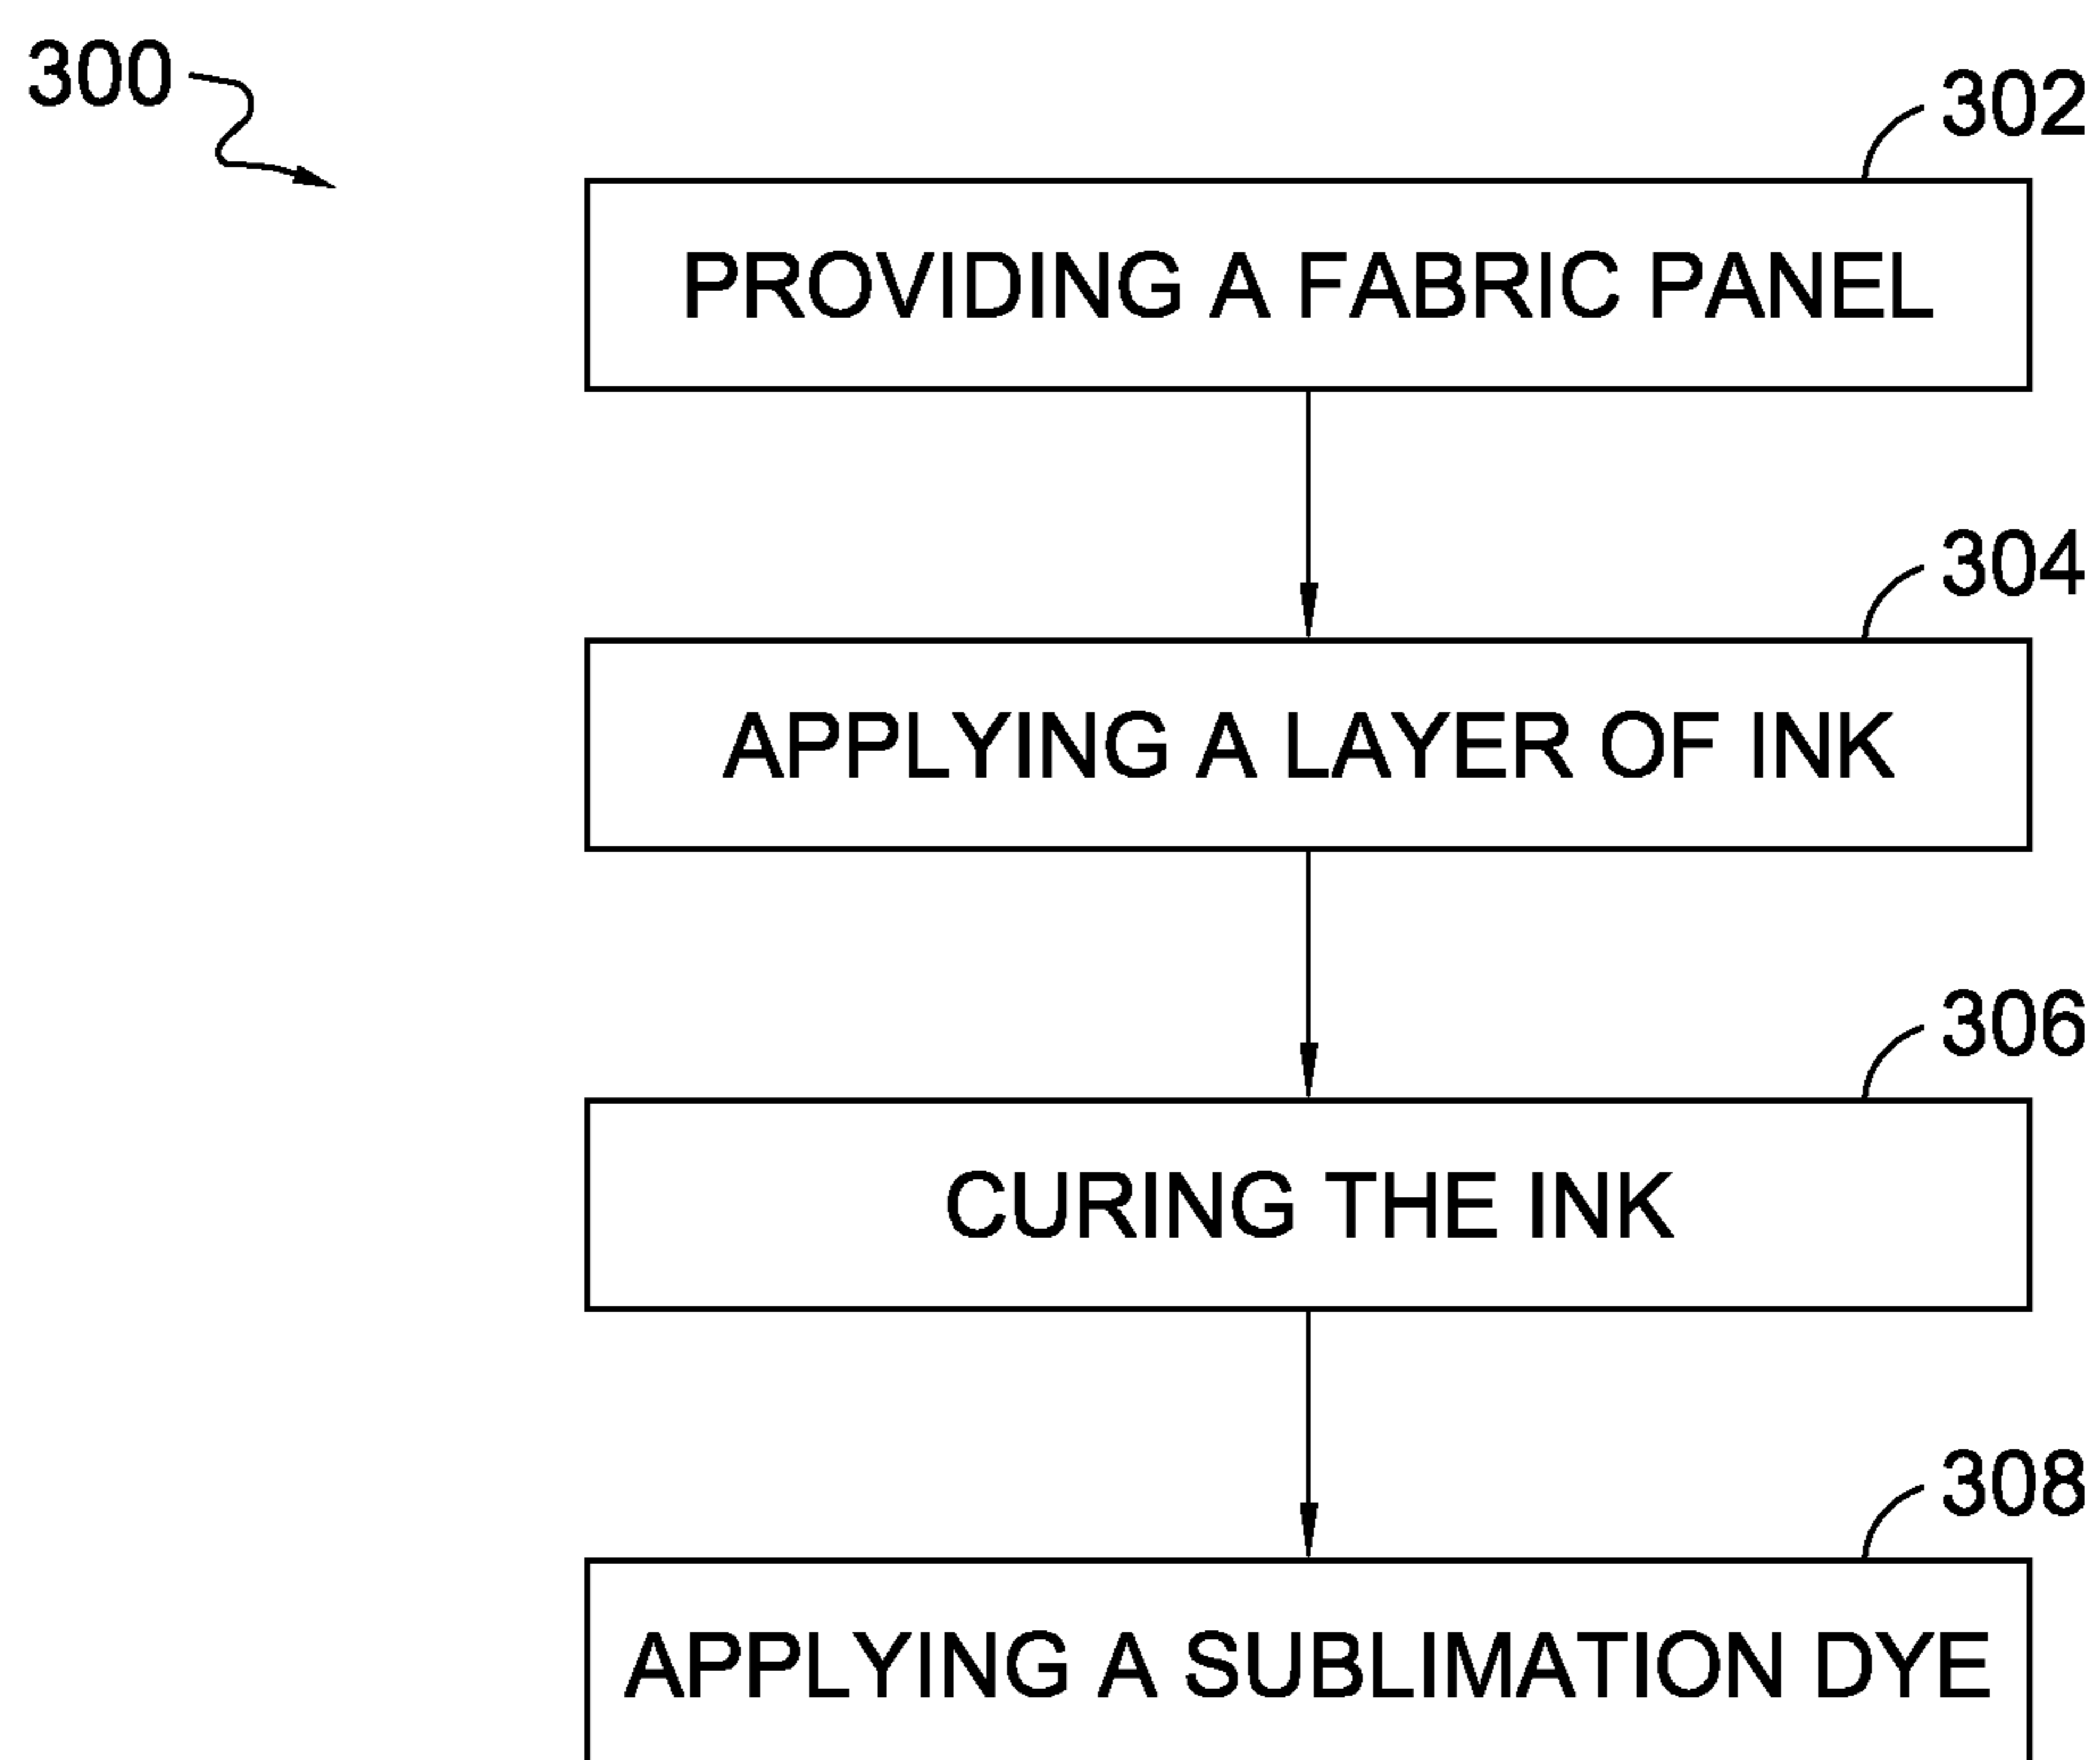 300
302
PROVIDING A FABRIC PANEL
304
APPLYING A LAYER OF INK
306
CURING THE INK
308
APPLYING A SUBLIMATION DYE